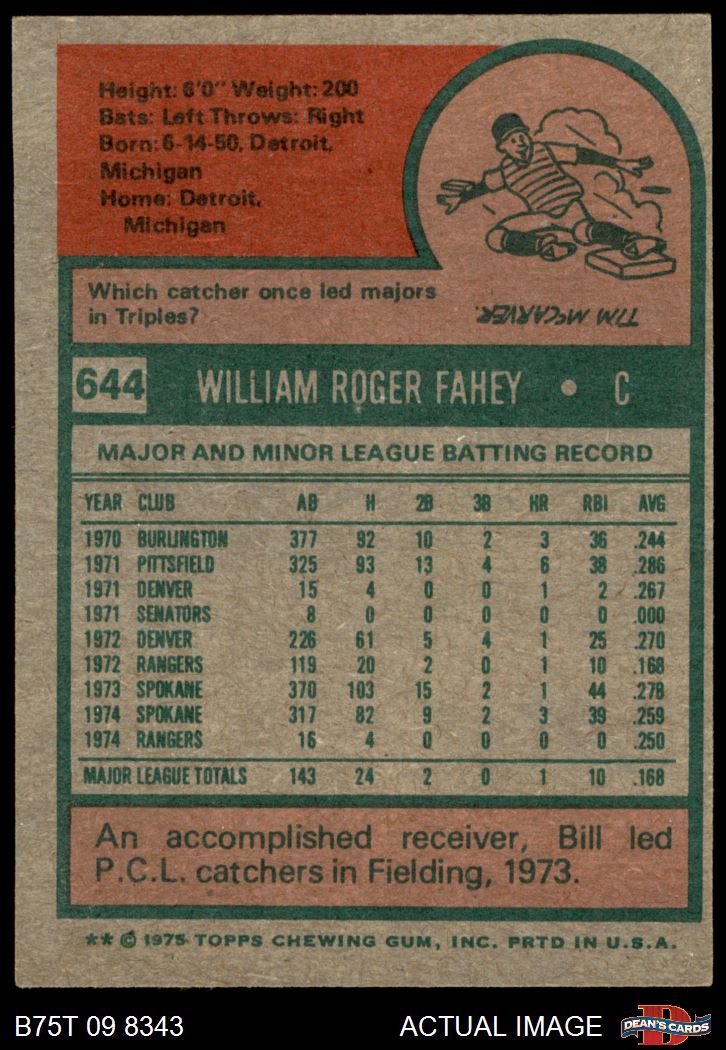 Height: 6'0" Weight: 200
Bats: Left Throws: Right
Born: 6-14-50, Detroit,
Michigan
Home: Detroit,
Michigan
Which catcher once led majors
in Triples?
TIM McCARVER.
644 WILLIAM ROGER FAHEY • C
MAJOR AND MINOR LEAGUE BATTING RECORD
YEAR CLUB AB H 2B 3B HR RBI AVG
1970 BURLINGTON 377 92 10 2 3 36 .244
1971 PITTSFIELD 325 93 13 4 6 38 .286
1971 DENVER 15 4 0 0 1 2 .267
1971 SENATORS 8 0 0 0 0 0 .000
1972 DENVER 226 61 5 4 1 25 .270
1972 RANGERS 119 20 2 0 1 10 .168
1973 SPOKANE 370 103 15 2 1 44 .278
1974 SPOKANE 317 82 9 2 3 39 .259
1974 RANGERS 16 4 0 0 0 0 .250
MAJOR LEAGUE TOTALS 143 24 2 0 1 10 .168
An accomplished receiver, Bill led
P.C.L. catchers in Fielding, 1973.
** © 1975 TOPPS CHEWING GUM, INC. PRTD IN U.S.A.
B75T 09 8343 ACTUAL IMAGE
D
DEAN'S CARDS